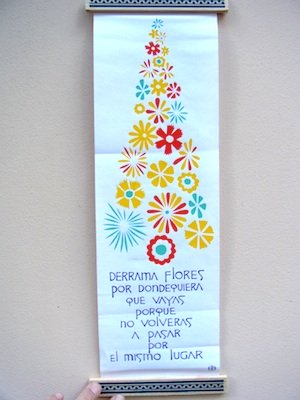 DERRAMA FLORES
POR DONDEQUIERA
QUE VAYAS
PORQUE
NO VOLVERAS
A PASAR
POR
EL MISMO LUGAR